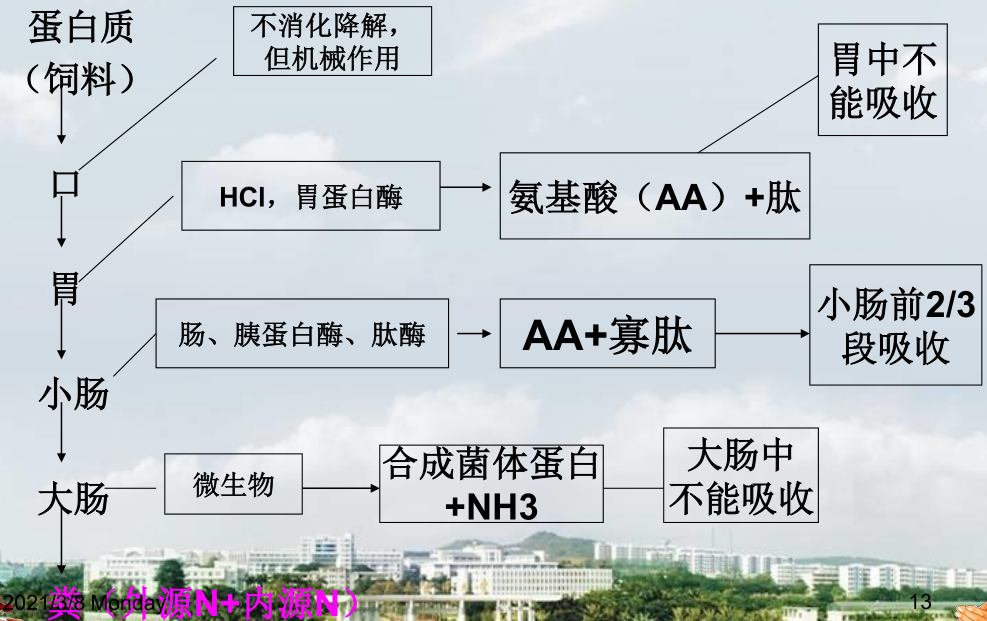 蛋白质
（饲料）
不消化降解，
但机械作用
胃中不
能吸收
口
HCl，胃蛋白酶
氨基酸（AA）+肽
胃
肠、胰蛋白酶、肽酶
AA+寡肽
小肠前2/3
段吸收
小肠
大肠
微生物
合成菌体蛋白
+NH3
大肠中
不能吸收
粪（外源N+内源N）
2021/3/8 Monday
13